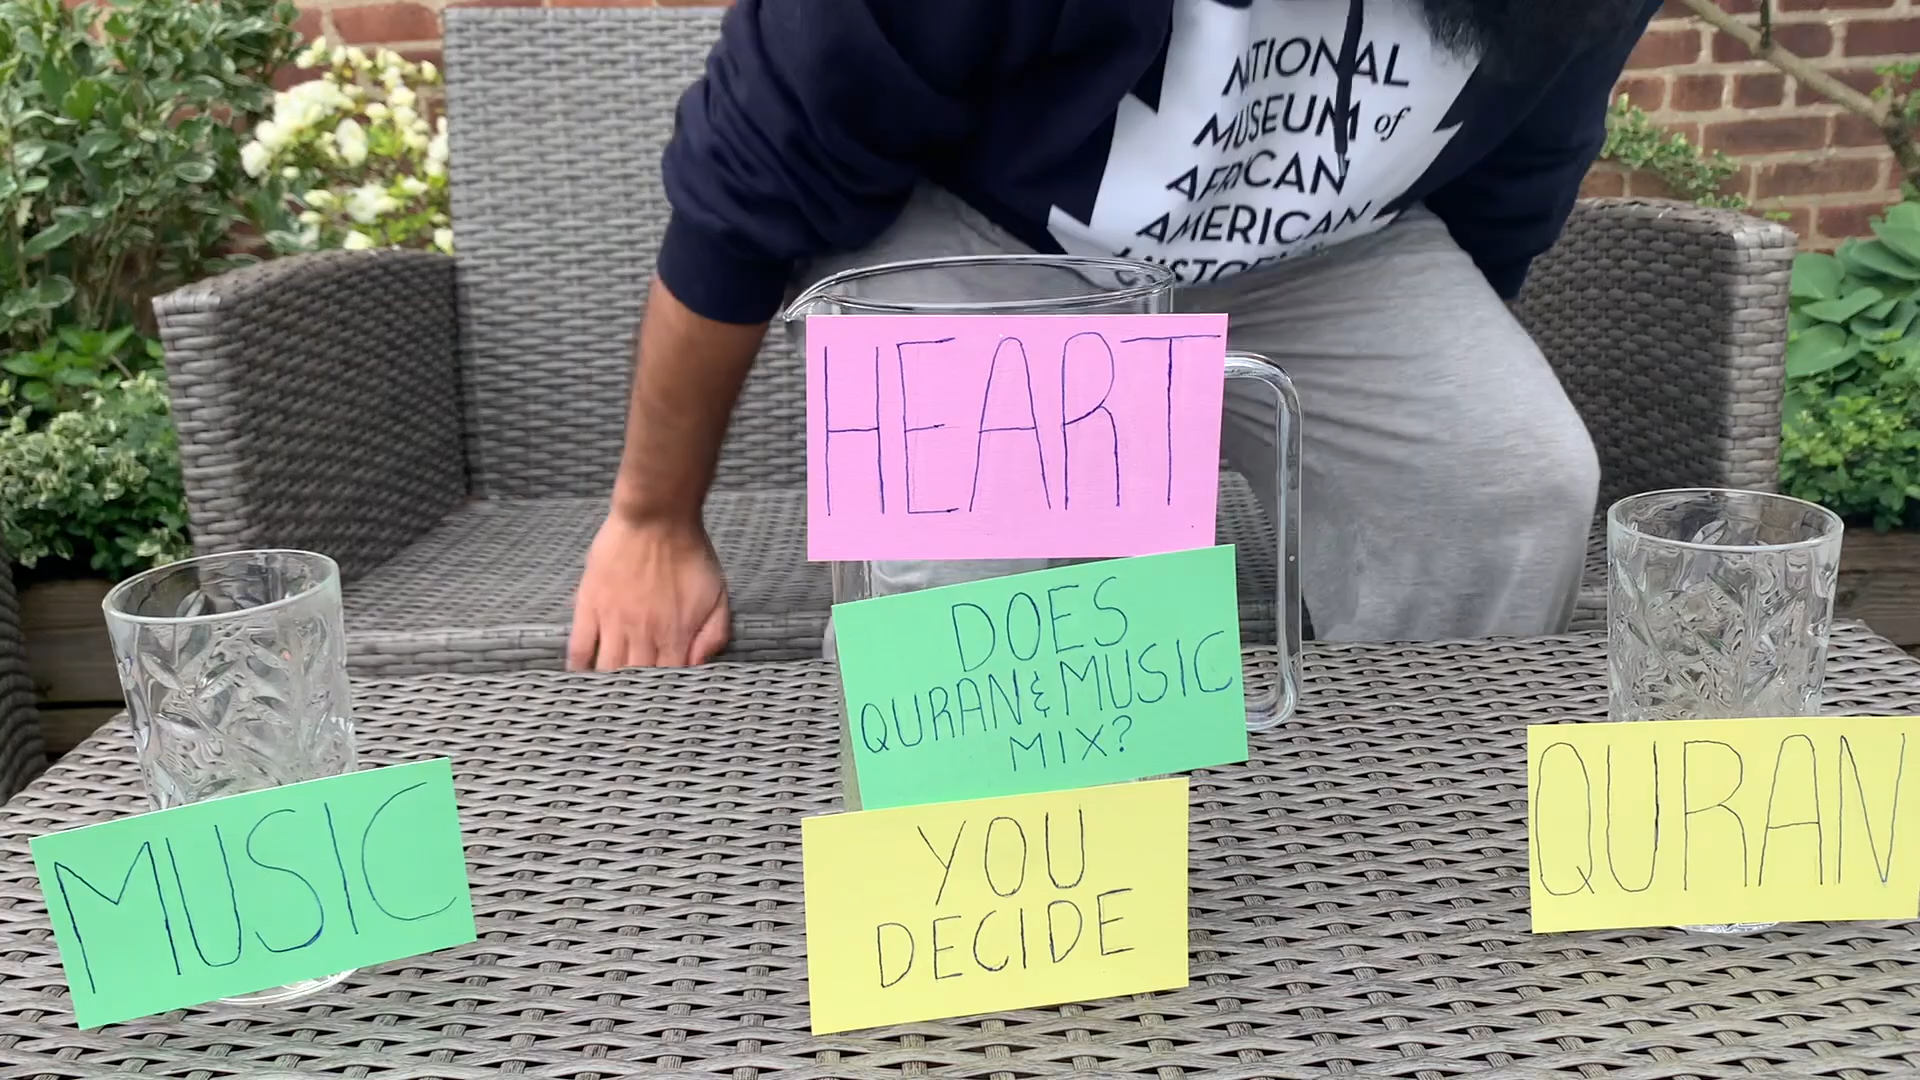 NATIONAL
MUSEUM of
AFRICAN
AMERICAN
HEART
DOES
QURAN & MUSIC
MIX?
YOU
DECIDE
MUSIC
QURAN